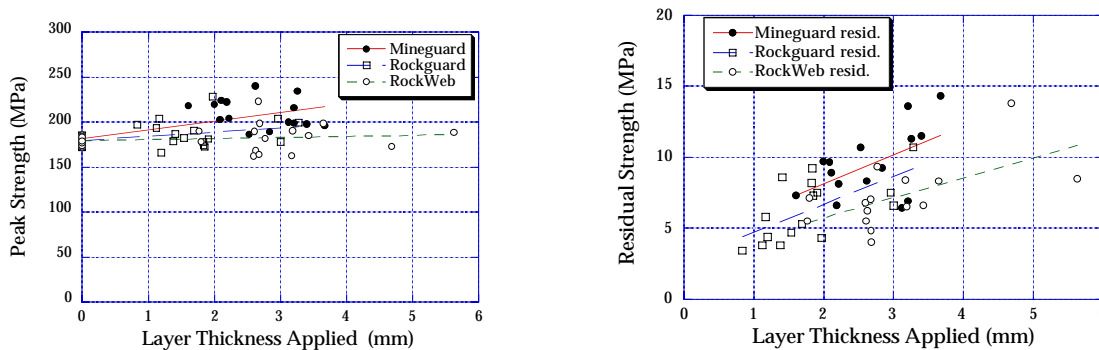 300
250
200
150
100
50
0
Peak Strength (MPa)
Mineguard
Rockguard
RockWeb
0 1 2 3 4 5 6
Layer Thickness Applied (mm)
20
15
10
5
0
Residual Strength (MPa)
Mineguard resid.
Rockguard resid.
RockWeb resid.
0 1 2 3 4 5
Layer Thickness Applied (mm)